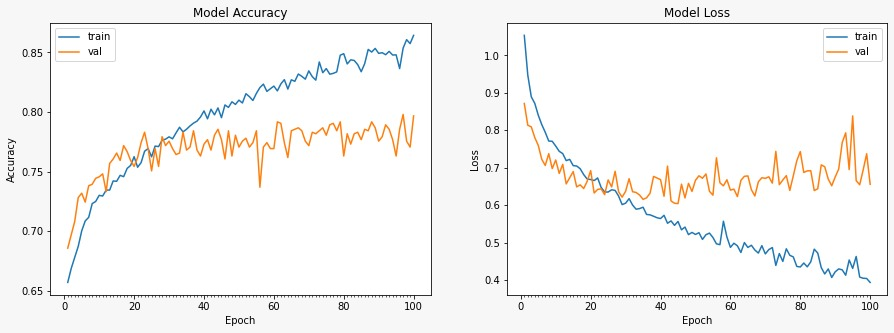 Model Accuracy
train
val
0.85
0.80
0.75
0.70
0.65
Accuracy
0
20
40
60
80
100
Epoch
Model Loss
train
val
1.0
0.9
0.8
0.7
0.6
0.5
0.4
Loss
0
20
40
60
80
100
Epoch